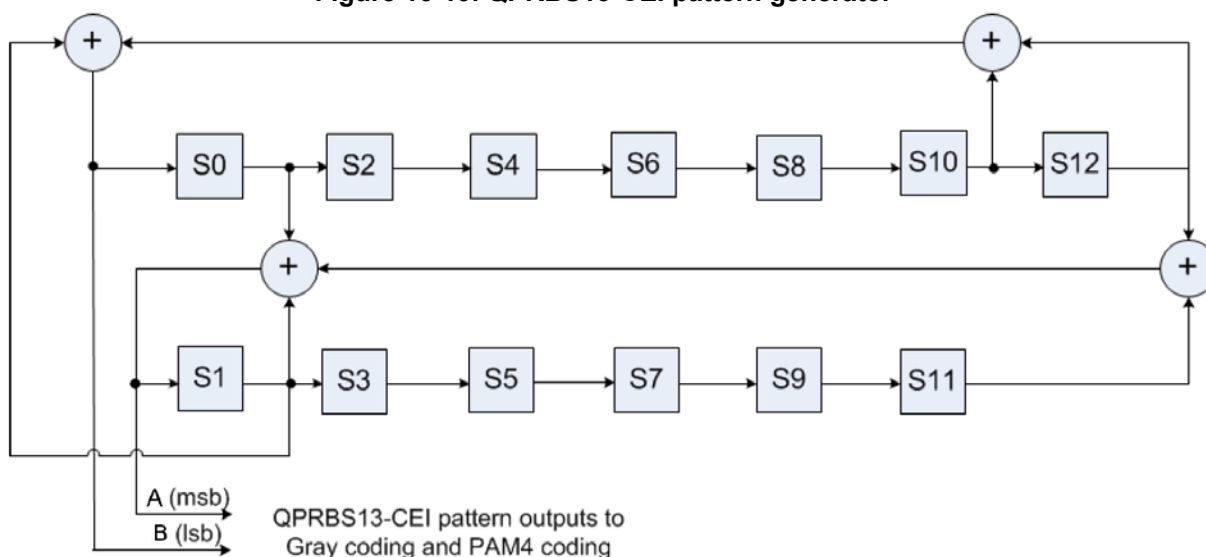 +
+
S0
S2
S4
S6
S8
S10
S12
+
+
S1
S3
S5
S7
S9
S11
A (msb)
B (lsb)
QPRBS13-CEI pattern outputs to
Gray coding and PAM4 coding